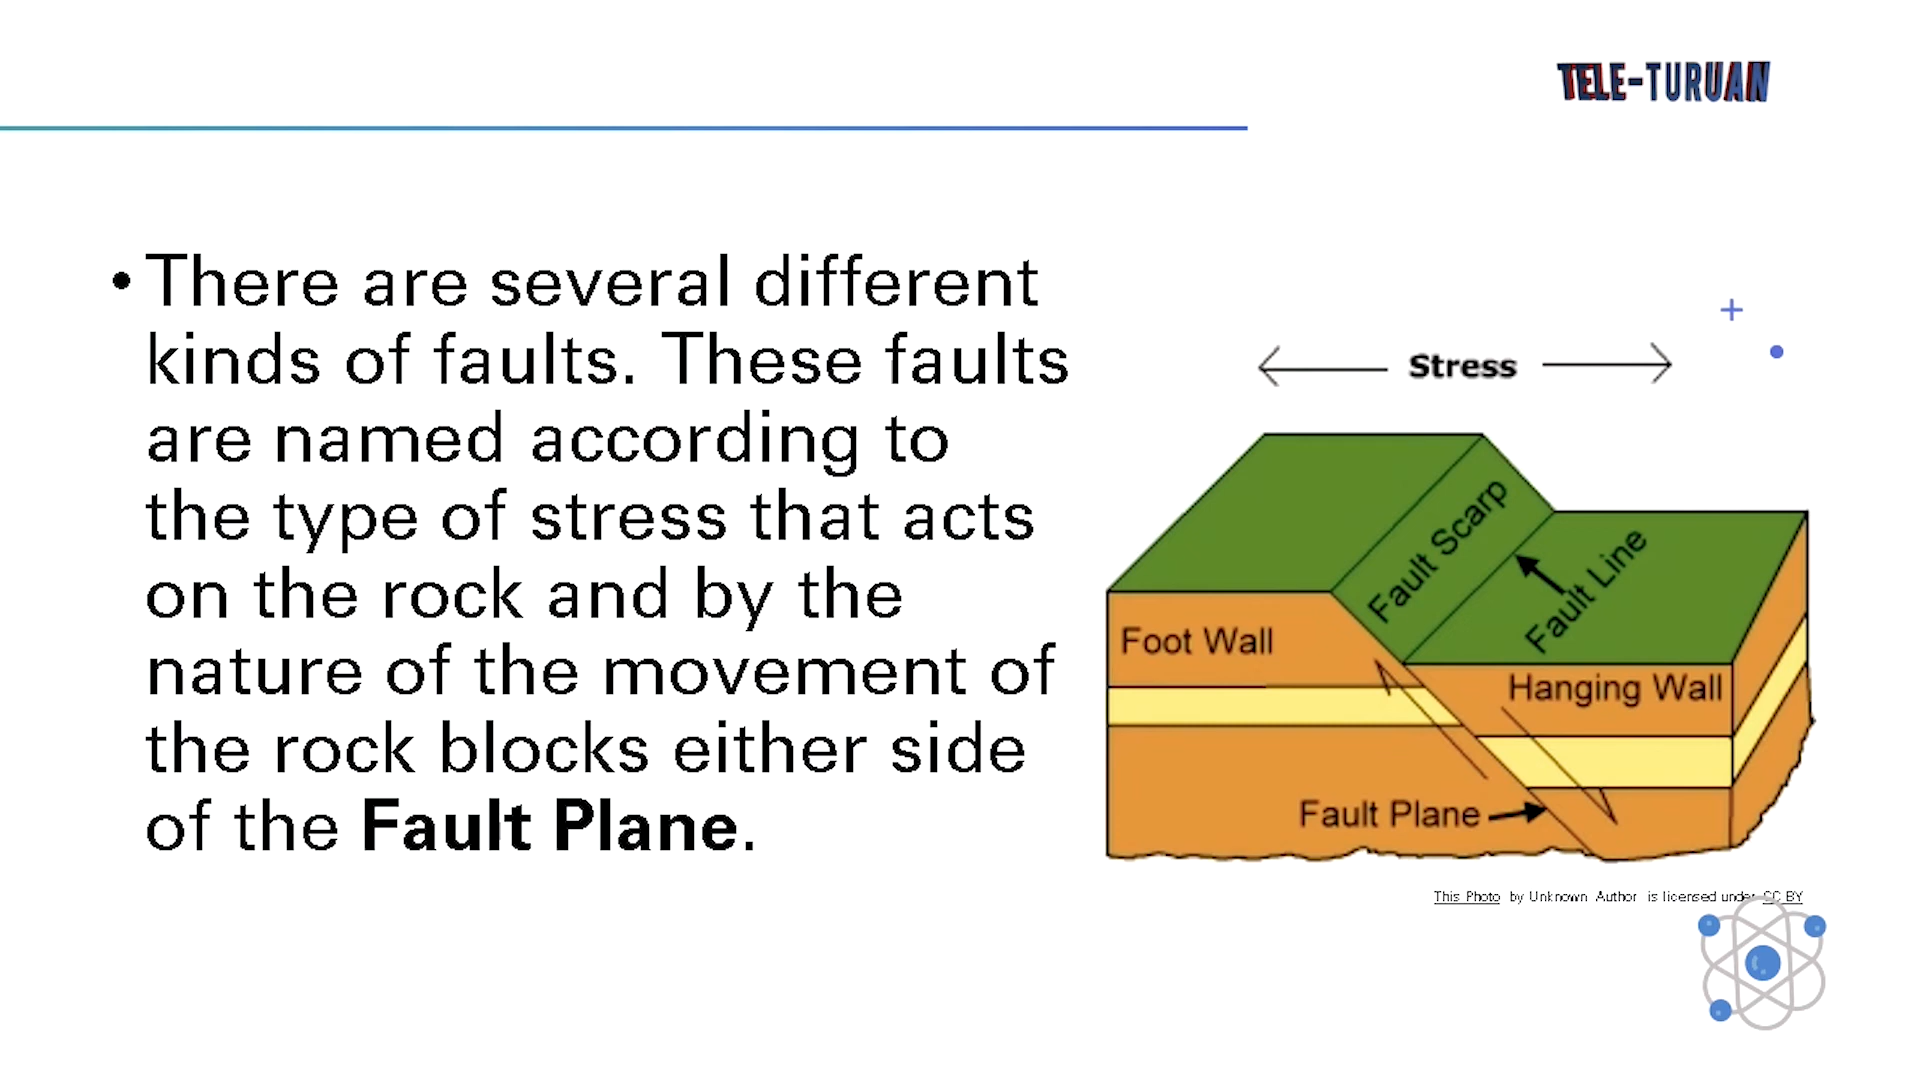 TELE-TURUAN
• There are several different
kinds of faults. These faults
are named according to
the type of stress that acts
on the rock and by the
nature of the movement of
the rock blocks either side
of the Fault Plane.
Stress
Fault Scarp
Fault Line
Foot Wall
Hanging Wall
Fault Plane
This Photo by Unknown Author is licensed under CC BY